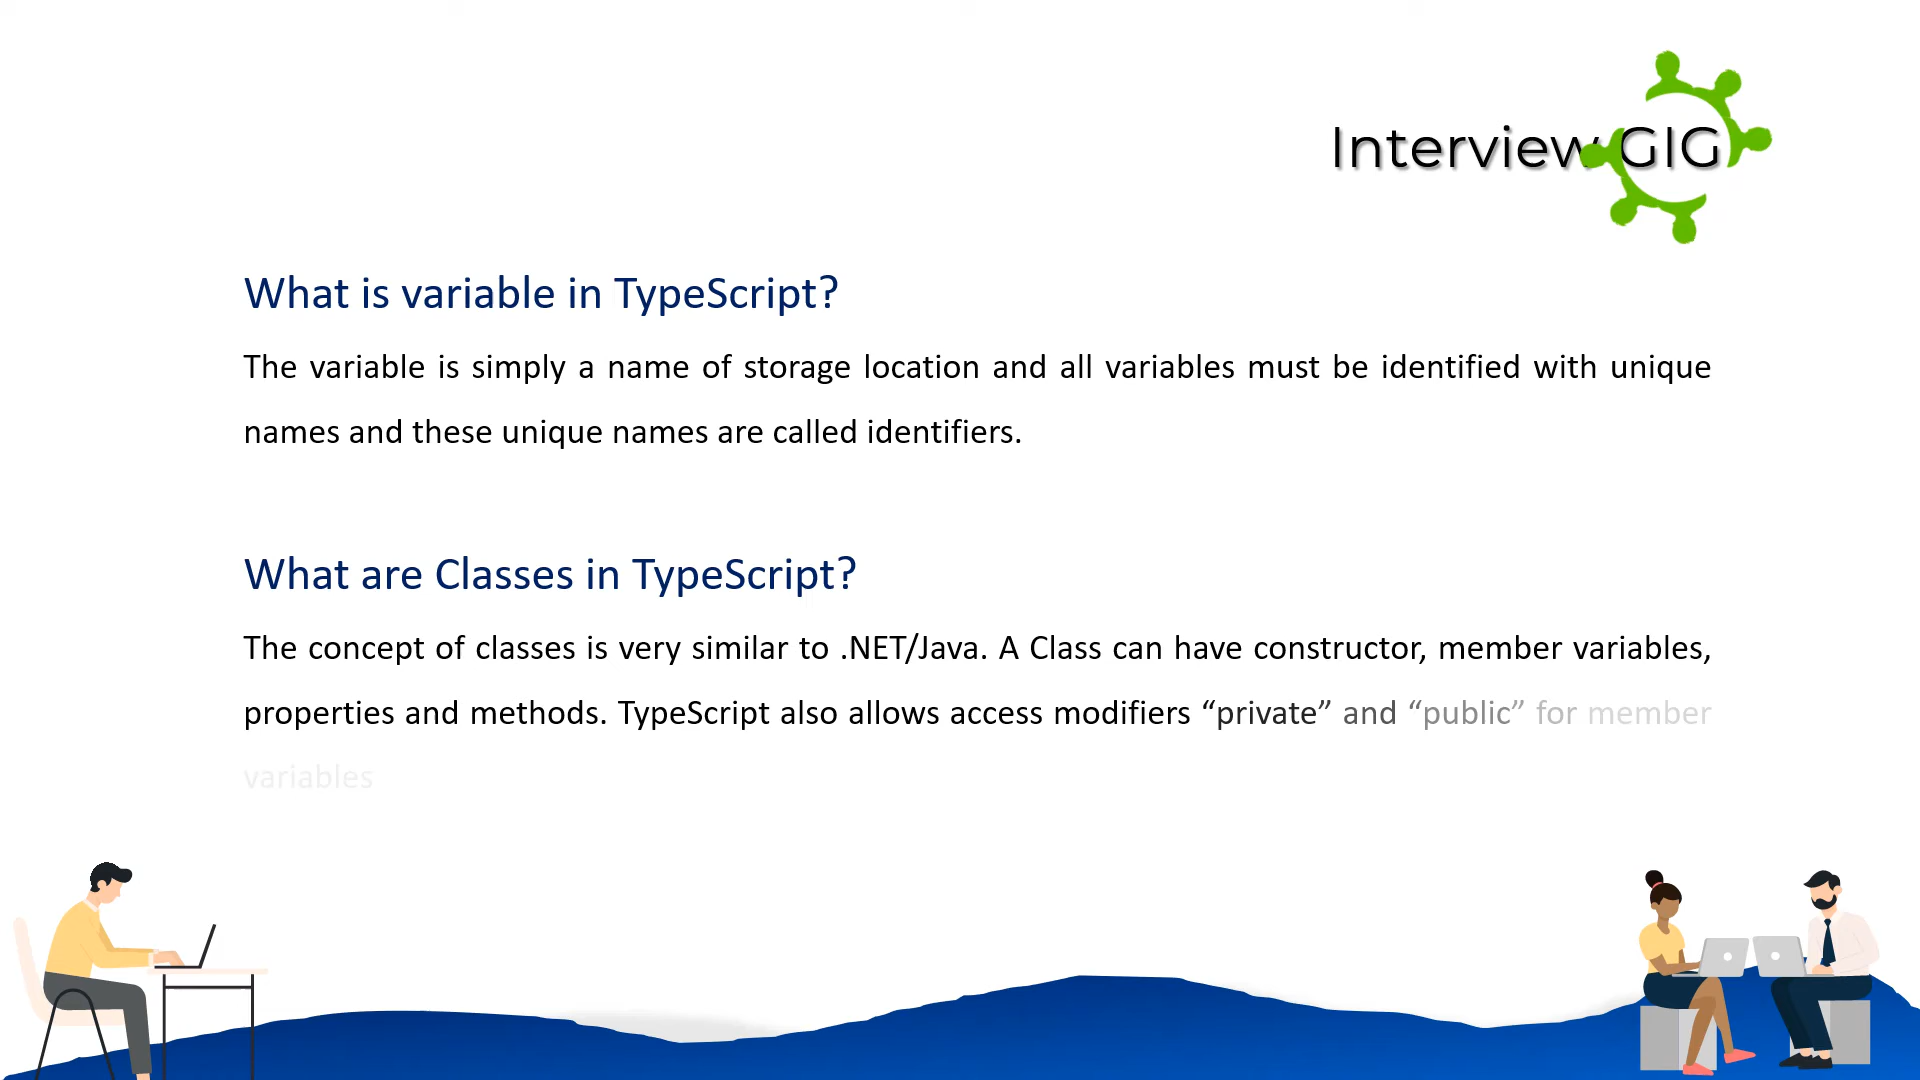 Interview GIG
What is variable in TypeScript?
The variable is simply a name of storage location and all variables must be identified with unique
names and these unique names are called identifiers.
What are Classes in TypeScript?
The concept of classes is very similar to .NET/Java. A Class can have constructor, member variables,
properties and methods. TypeScript also allows access modifiers “private” and “public” for member
variables